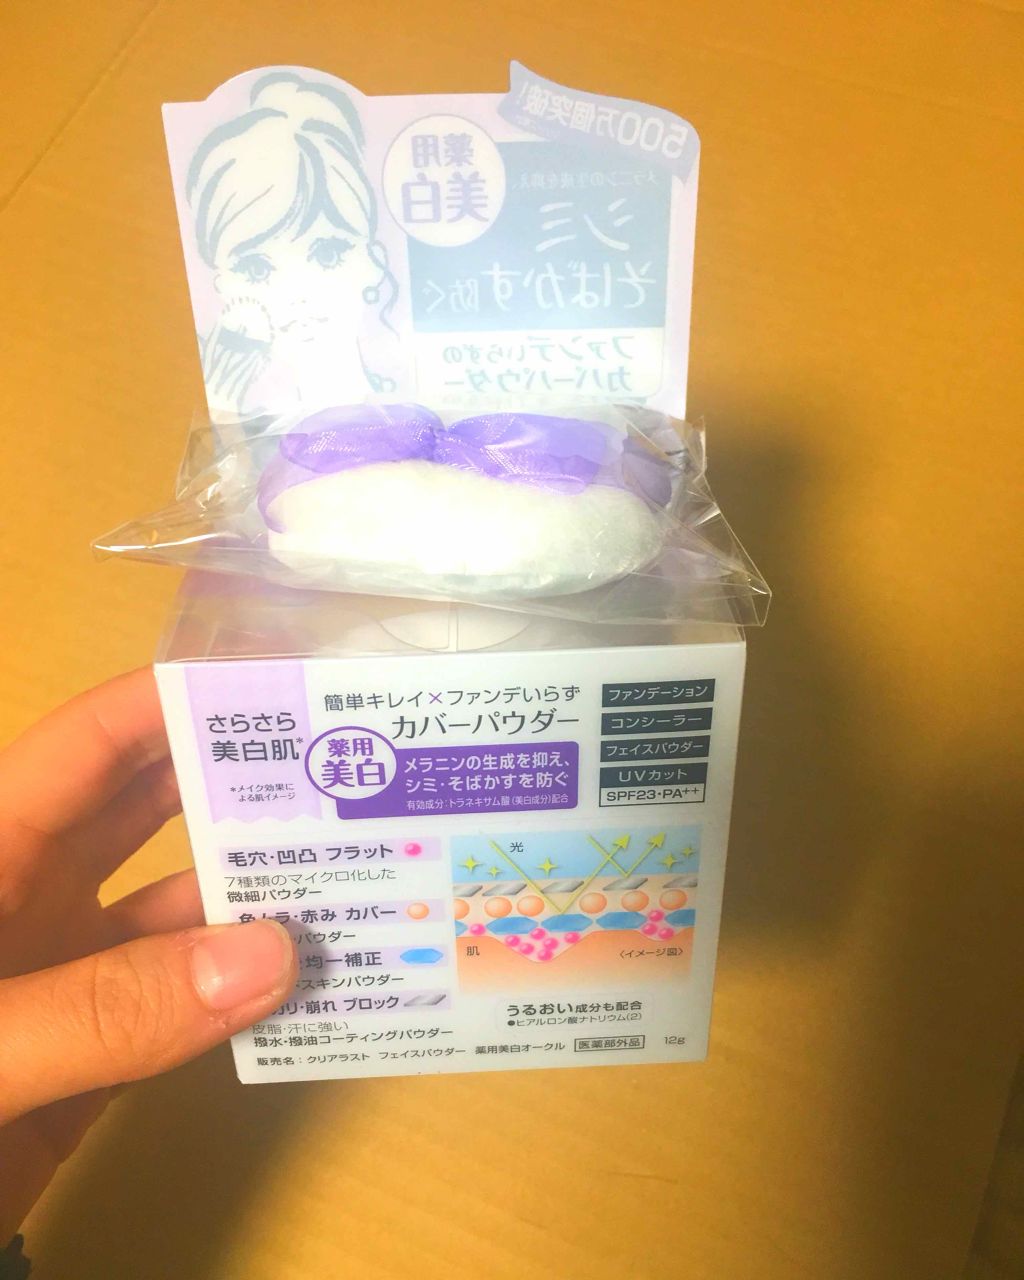 500万個突破!
薬用
美白
メラニンの生成を抑え、
シミ
そばかす防ぐ
ファンデいらずの
カバーパウダー
さらさら
美白肌*
*メイク効果に
よる肌イメージ
簡単キレイ×ファンデいらず
カバーパウダー
薬用
美白
メラニンの生成を抑え、
シミ・そばかすを防ぐ
有効成分:トラネキサム酸(美白成分)配合
ファンデーション
コンシーラー
フェイスパウダー
UVカット
SPF23・PA++
毛穴・凹凸 フラット
7種類のマイクロ化した
微細パウダー
色ムラ・赤み カバー
パウダー
均一補正
スキンパウダー
カリ・崩れ ブロック
皮脂・汗に強い
撥水・撥油コーティングパウダー
光
肌
〈イメージ図〉
うるおい成分も配合
●ヒアルロン酸ナトリウム(2)
販売名:クリアラスト フェイスパウダー 薬用美白オークル 医薬部外品 12g